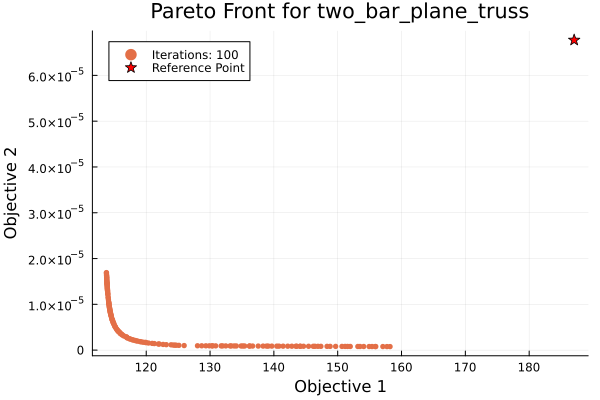 Pareto Front for two_bar_plane_truss
Iterations: 100
Reference Point
6.0×10⁻⁵
5.0×10⁻⁵
4.0×10⁻⁵
3.0×10⁻⁵
2.0×10⁻⁵
1.0×10⁻⁵
0
Objective 2
120 130 140 150 160 170 180
Objective 1